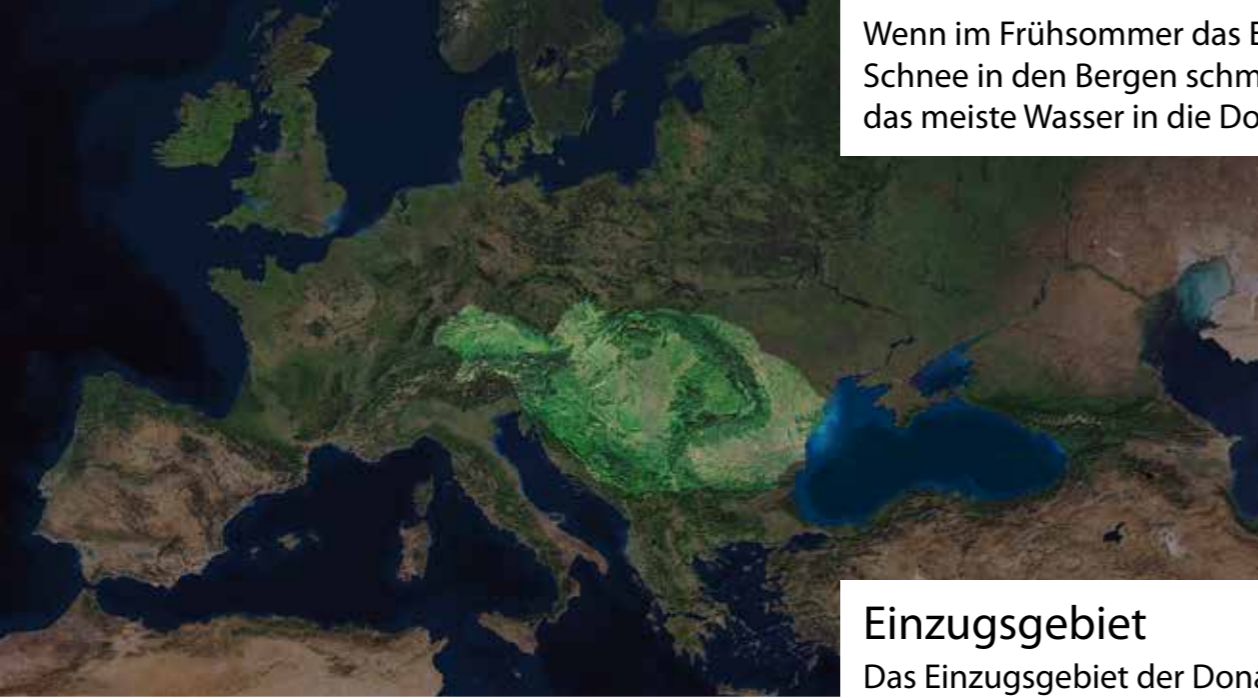 Wenn im Frühsommer das
Schnee in den Bergen
das meiste Wasser in die
Einzugsgebiet
Das Einzugsgebiet der